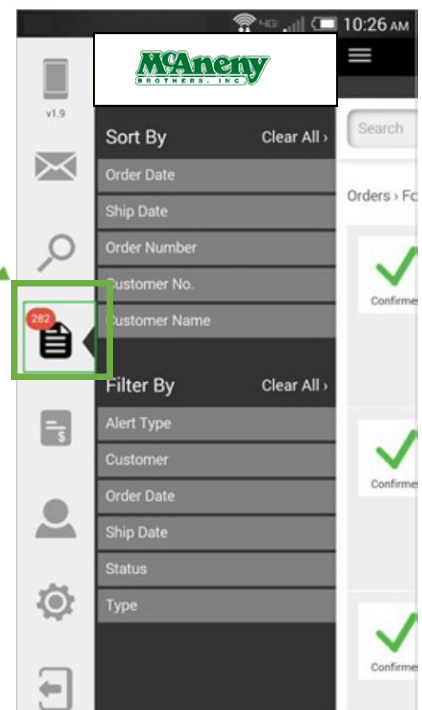 4G 10:26 AM
McAneny
BROTHERS, INC.
v1.9
Sort By Clear All ›
Search
Order Date
Ship Date
Orders › Fo
Order Number
Customer No.
Confirme
282
Customer Name
Filter By Clear All ›
Alert Type
$
Customer
Confirme
Order Date
Ship Date
Status
Type
Confirme